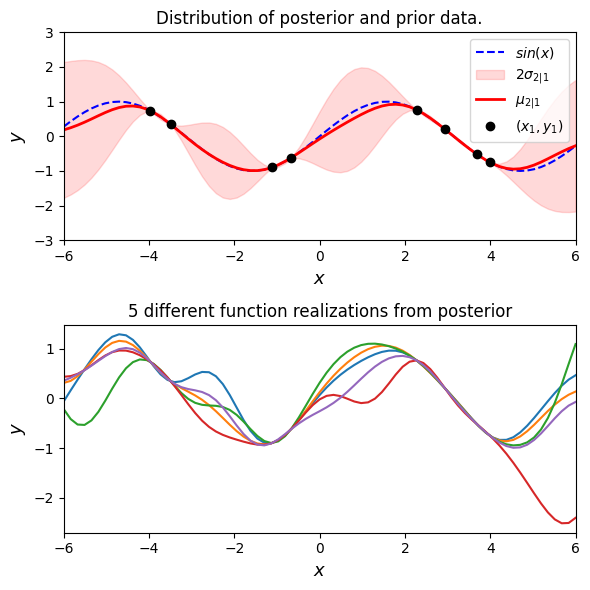 Distribution of posterior and prior data.
3
2
1
0
−1
−2
−3
y
sin(x)
2σ2|1
μ2|1
(x1, y1)
−6 −4 −2 0 2 4 6
x
5 different function realizations from posterior
1
0
−1
−2
y
−6 −4 −2 0 2 4 6
x